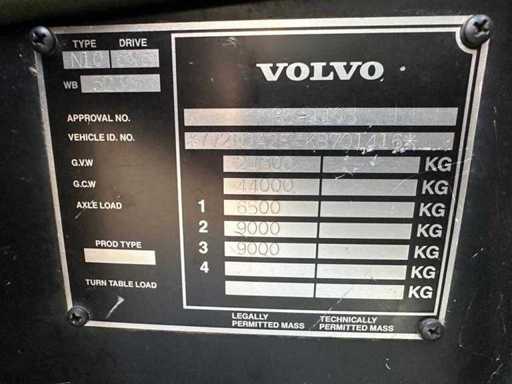 TYPE DRIVE
N10
WB
VOLVO
APPROVAL NO.
VEHICLE ID. NO.
G.V.W KG
G.C.W 44000 KG
AXLE LOAD 1 6500 KG
2 9000 KG
PROD TYPE 3 9000 KG
4 KG
TURN TABLE LOAD KG
LEGALLY PERMITTED MASS
TECHNICALLY PERMITTED MASS